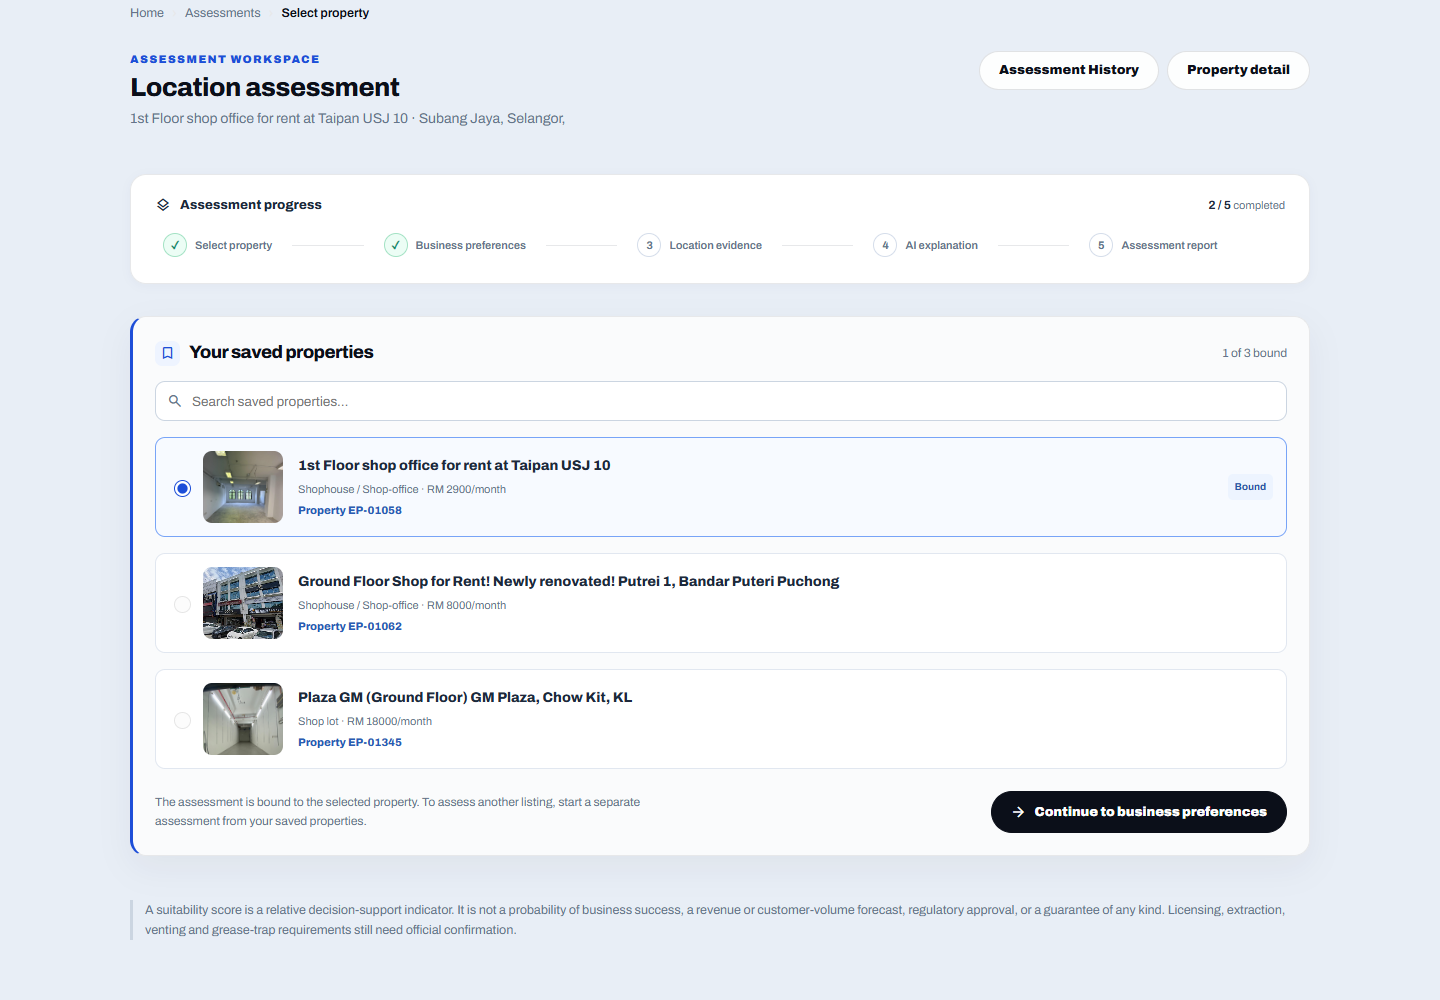 Home Assessments Select property
ASSESSMENT WORKSPACE
Location assessment
1st Floor shop office for rent at Taipan USJ 10 · Subang Jaya, Selangor,
Assessment History
Property detail
Assessment progress
2 / 5 completed
Select property
Business preferences
3 Location evidence
4 AI explanation
5 Assessment report
Your saved properties
1 of 3 bound
Search saved properties...
1st Floor shop office for rent at Taipan USJ 10
Shophouse / Shop-office · RM 2900/month
Property EP-01058
Bound
Ground Floor Shop for Rent! Newly renovated! Putrei 1, Bandar Puteri Puchong
Shophouse / Shop-office · RM 8000/month
Property EP-01062
Plaza GM (Ground Floor) GM Plaza, Chow Kit, KL
Shop lot · RM 18000/month
Property EP-01345
The assessment is bound to the selected property. To assess another listing, start a separate
assessment from your saved properties.
Continue to business preferences
A suitability score is a relative decision-support indicator. It is not a probability of business success, a revenue or customer-volume forecast, regulatory approval, or a guarantee of any kind. Licensing, extraction,
venting and grease-trap requirements still need official confirmation.